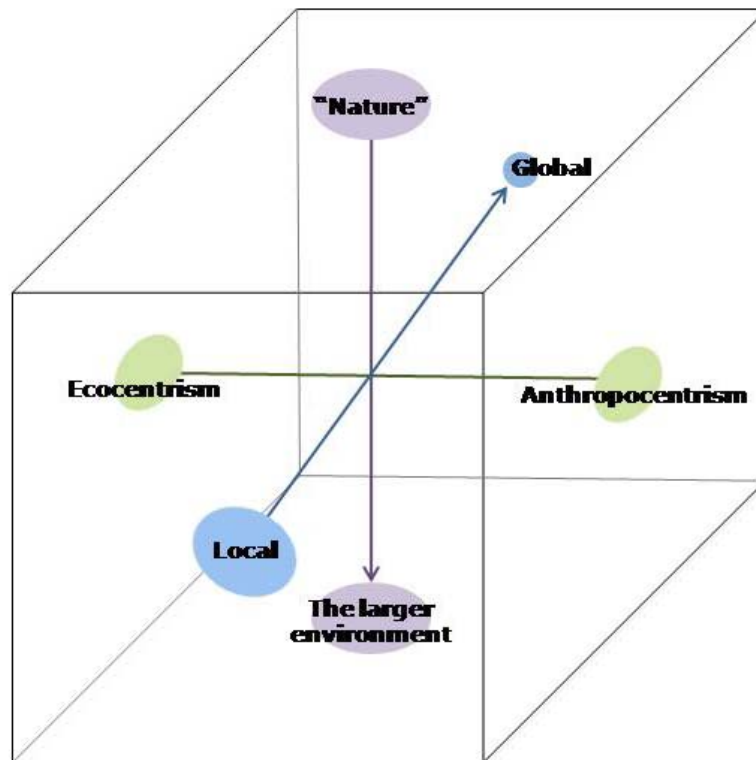 "Nature"
Global
Ecocentrism
Anthropocentrism
Local
The larger
environment